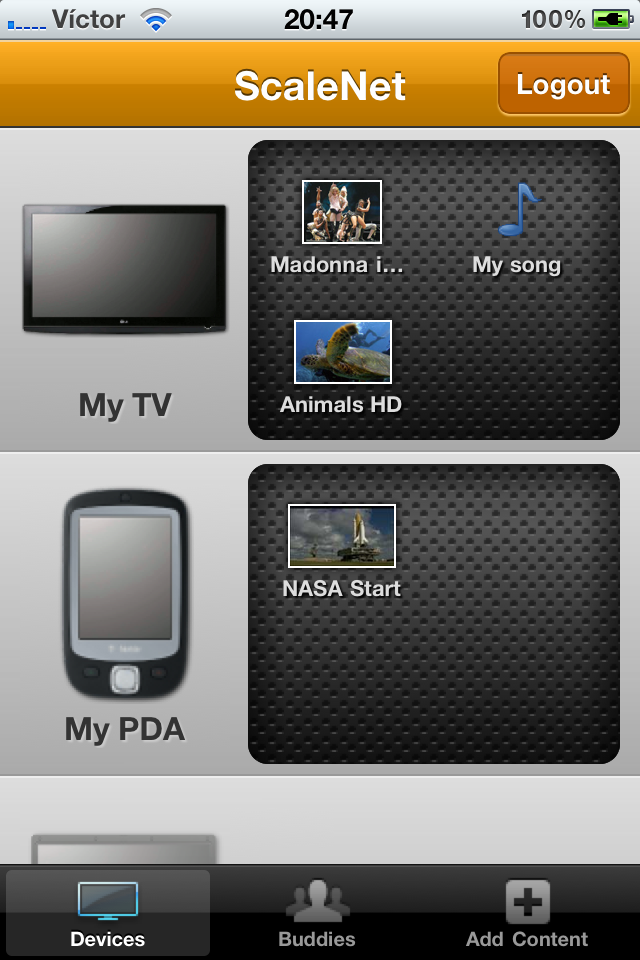 Víctor 20:47 100%
ScaleNet Logout
Madonna i... My song
Animals HD
My TV
NASA Start
My PDA
Devices Buddies Add Content